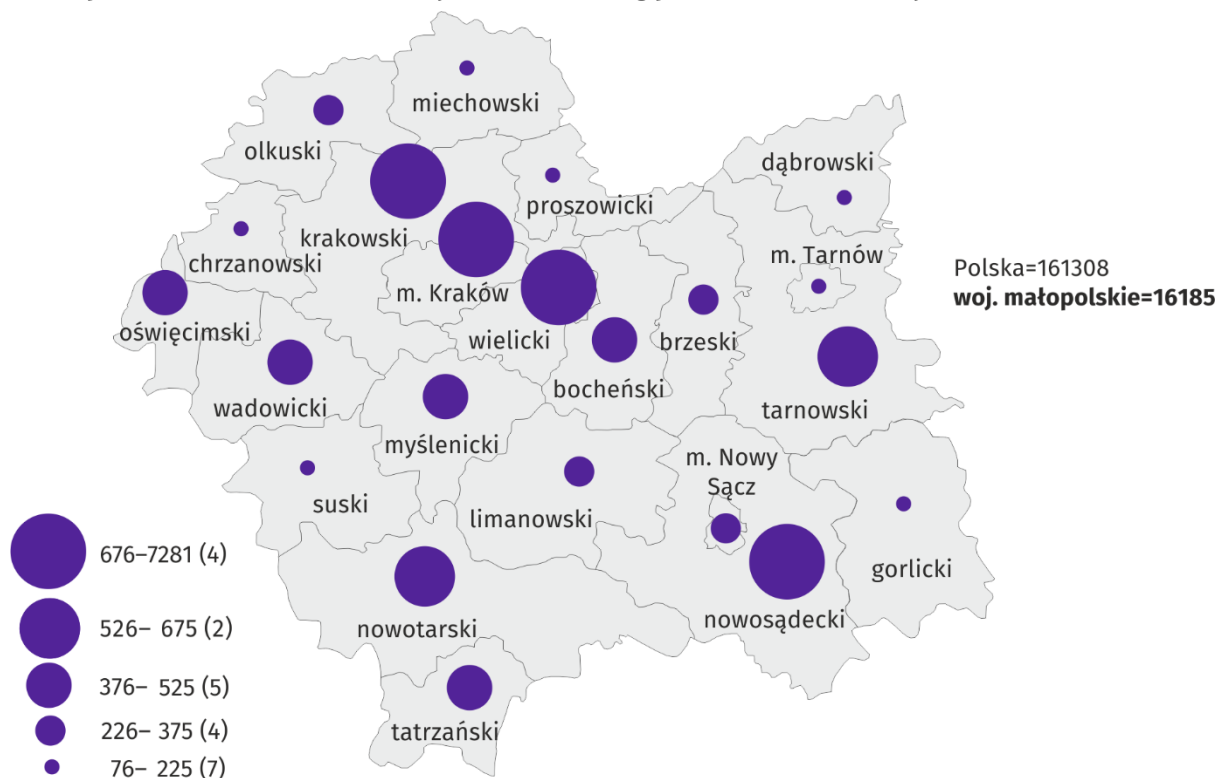 miechowski
olkuski
dąbrowski
proszowicki
krakowski
chrzanowski
m. Tarnów
m. Kraków
oświęcimski
wielicki
brzeski
bocheński
wadowicki
tarnowski
myślenicki
m. Nowy
Sącz
suski
limanowski
gorlicki
nowotarski
nowosądecki
tatrzański
Polska=161308
woj. małopolskie=16185
676–7281 (4)
526– 675 (2)
376– 525 (5)
226– 375 (4)
76– 225 (7)